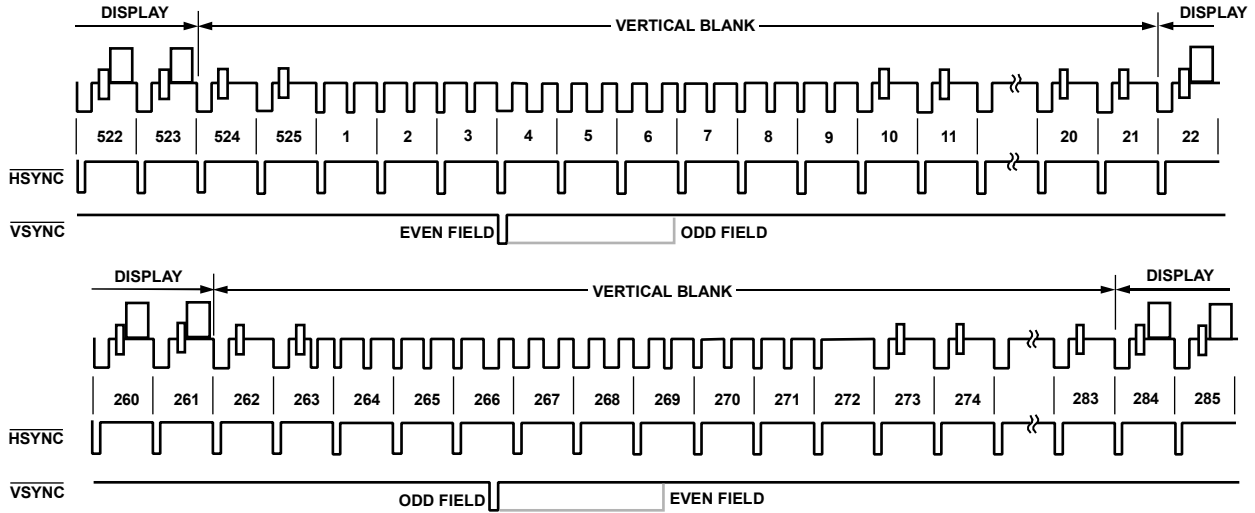 DISPLAY VERTICAL BLANK DISPLAY
522 523 524 525 1 2 3 4 5 6 7 8 9 10 11 20 21 22
HSYNC
VSYNC EVEN FIELD ODD FIELD
DISPLAY VERTICAL BLANK DISPLAY
260 261 262 263 264 265 266 267 268 269 270 271 272 273 274 283 284 285
HSYNC
VSYNC ODD FIELD EVEN FIELD